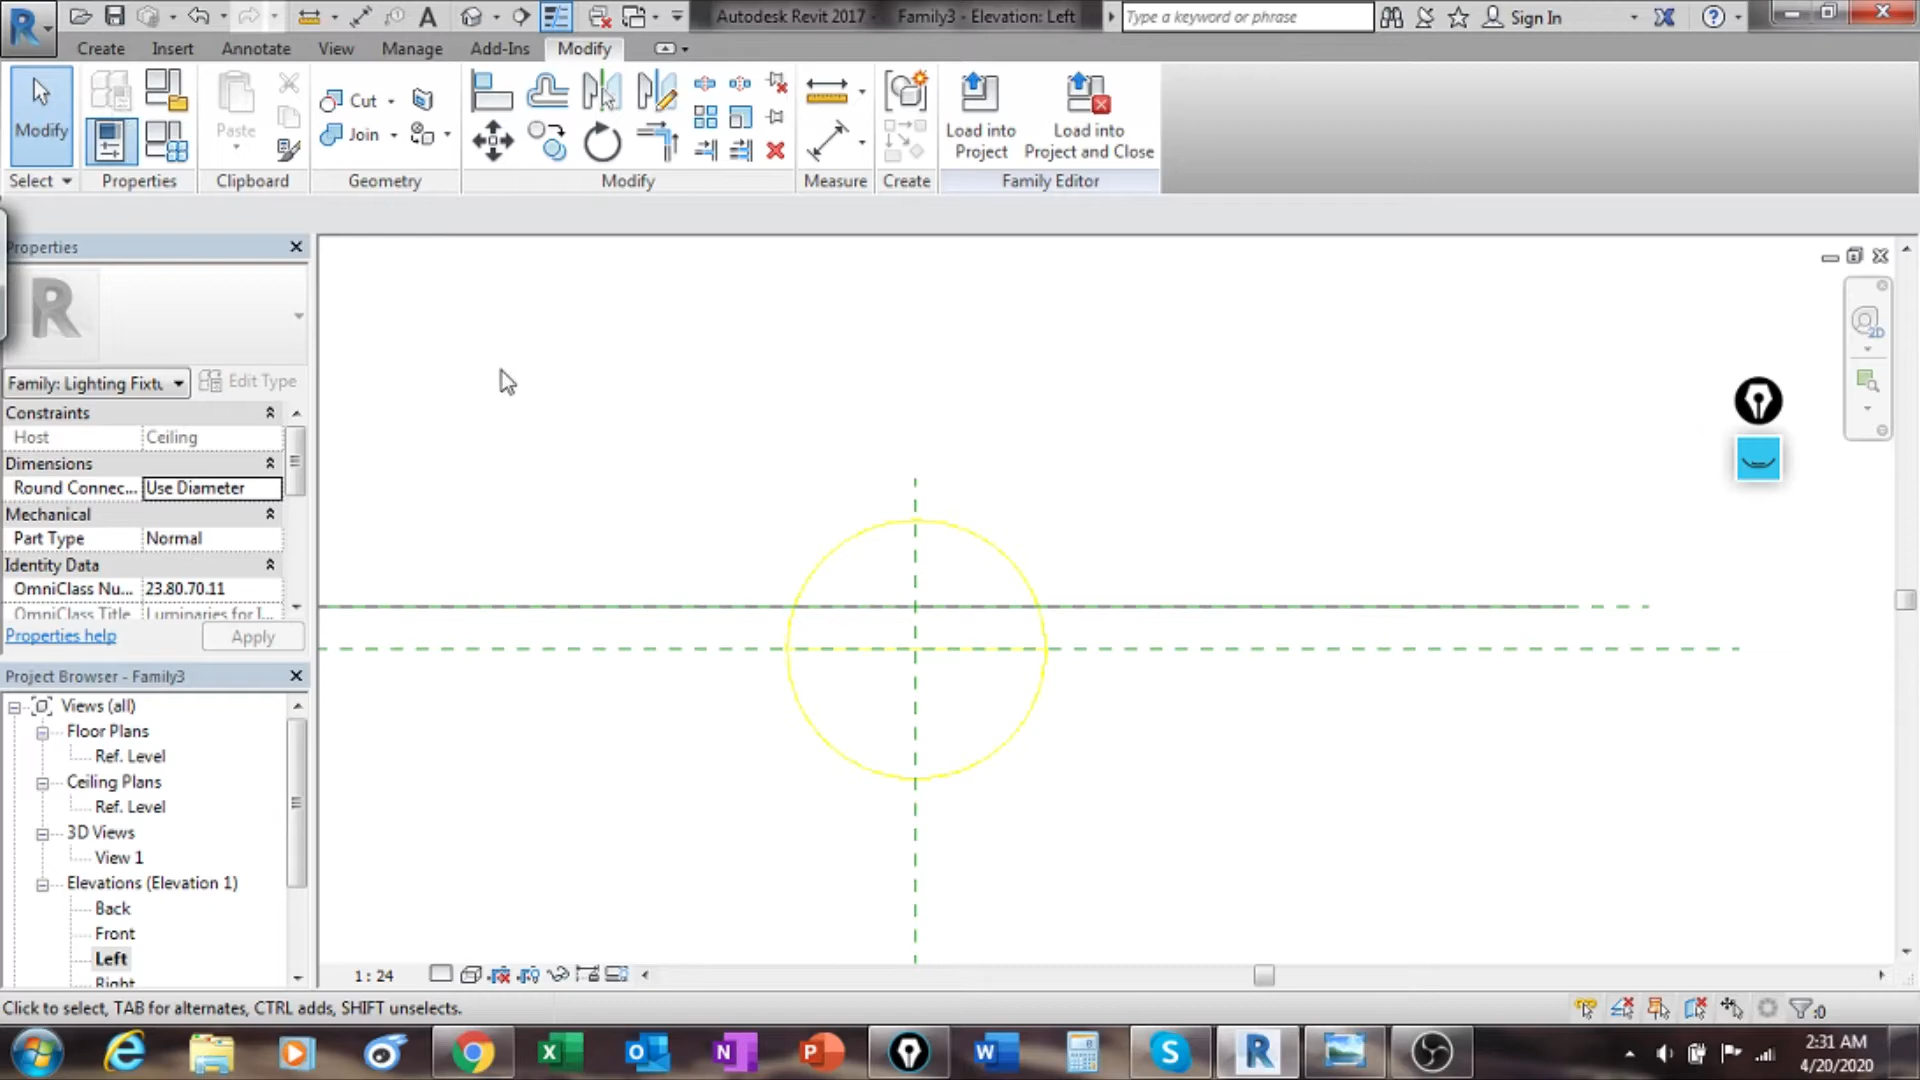 Autodesk Revit 2017 - Family3 - Elevation: Left
Type a keyword or phrase
Sign In
Create Insert Annotate View Manage Add-Ins Modify
Modify
Paste
Cut
Join
Load into Project
Load into Project and Close
Select Properties Clipboard Geometry Modify Measure Create Family Editor
Properties
Edit Type
Constraints
Host Ceiling
Dimensions
Round Connec... Use Diameter
Mechanical
Part Type Normal
Identity Data
OmniClass Nu... 23.80.70.11
OmniClass Title
Properties help
Apply
2D
Project Browser - Family3
Views (all)
Floor Plans
Ref. Level
Ceiling Plans
Ref. Level
3D Views
View 1
Elevations (Elevation 1)
Back
Front
Left
Right
1 : 24
Click to select, TAB for alternates, CTRL adds, SHIFT unselects.
:0
2:31 AM
4/20/2020